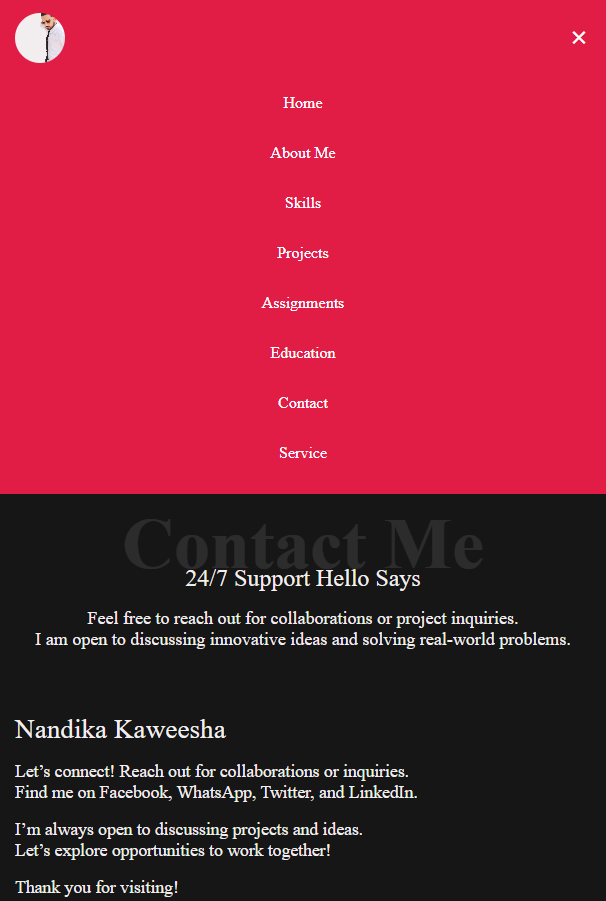 Home
About Me
Skills
Projects
Assignments
Education
Contact
Service
Contact Me
24/7 Support Hello Says
Feel free to reach out for collaborations or project inquiries.
I am open to discussing innovative ideas and solving real-world problems.
Nandika Kaweesha
Let’s connect! Reach out for collaborations or inquiries.
Find me on Facebook, WhatsApp, Twitter, and LinkedIn.
I’m always open to discussing projects and ideas.
Let’s explore opportunities to work together!
Thank you for visiting!